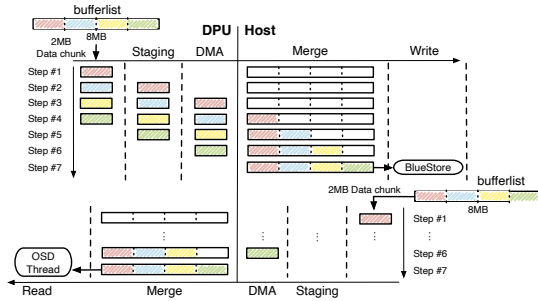 bufferlist
2MB
8MB
Data chunk
DPU Host
Staging DMA Merge Write
Step #1
Step #2
Step #3
Step #4
Step #5
Step #6
Step #7
BlueStore
bufferlist
2MB Data chunk
8MB
Step #1
Step #6
Step #7
OSD
Thread
Read Merge DMA Staging